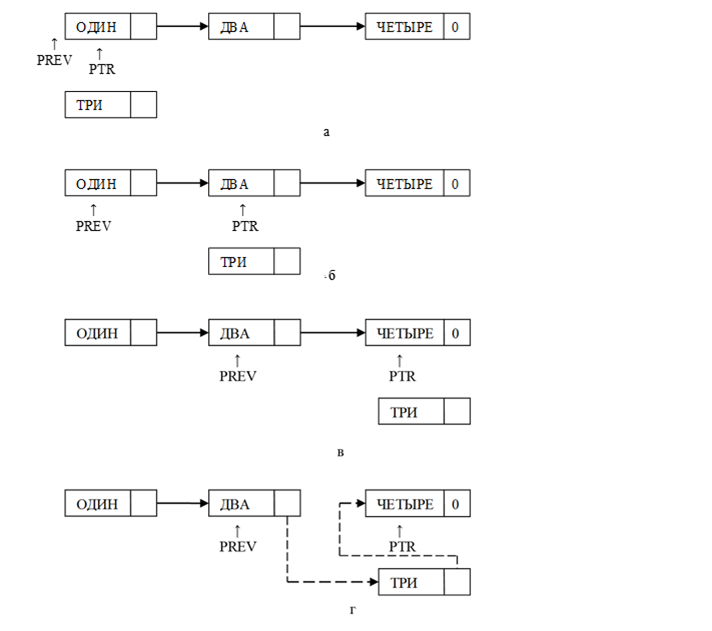 ОДИН ДВА ЧЕТЫРЕ 0
↑ ↑
PREV PTR
ТРИ
а
ОДИН ДВА ЧЕТЫРЕ 0
↑ ↑
PREV PTR
ТРИ
б
ОДИН ДВА ЧЕТЫРЕ 0
↑ ↑
PREV PTR
ТРИ
в
ОДИН ДВА ЧЕТЫРЕ 0
↑ ↑
PREV PTR
ТРИ
г